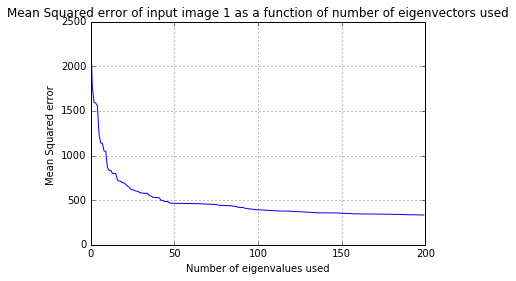 Mean Squared error of input image 1 as a function of number of eigenvectors used
2500
2000
1500
1000
500
0
Mean Squared error
0 50 100 150 200
Number of eigenvalues used